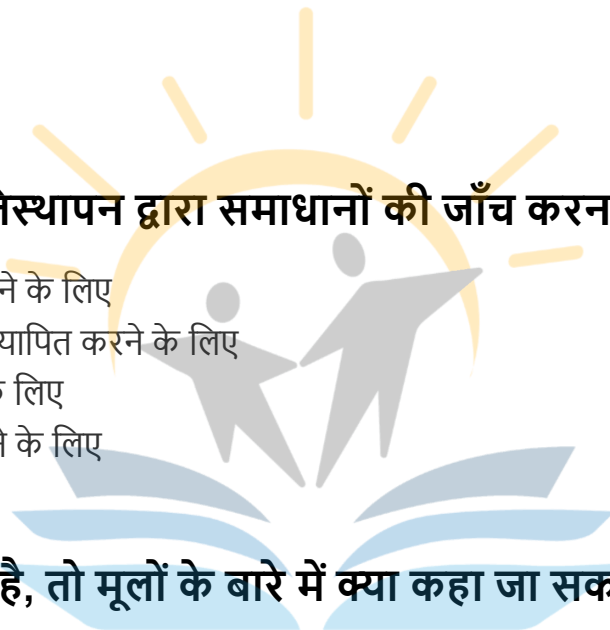 स्थापन द्वारा समाधानों की जाँच करन
ने के लिए
यापित करने के लिए
के लिए
ने के लिए
है, तो मूलों के बारे में क्या कहा जा सक